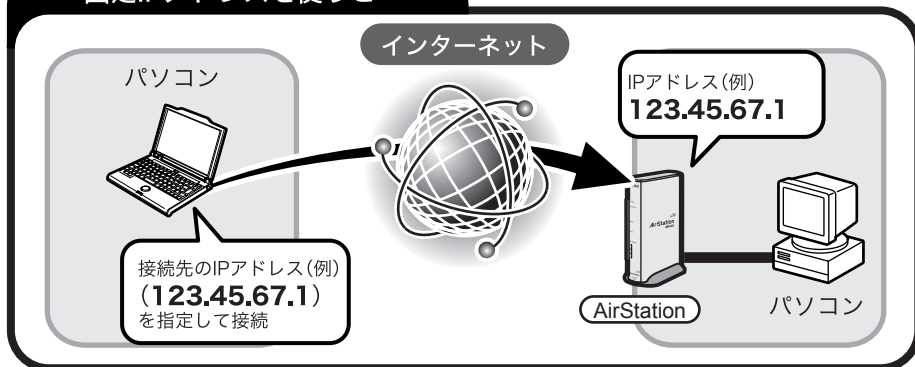 固定IPアドレスを使うと
インターネット
パソコン
IPアドレス（例）
123.45.67.1
接続先のIPアドレス（例）
（123.45.67.1）
を指定して接続
AirStation
AirStation
パソコン